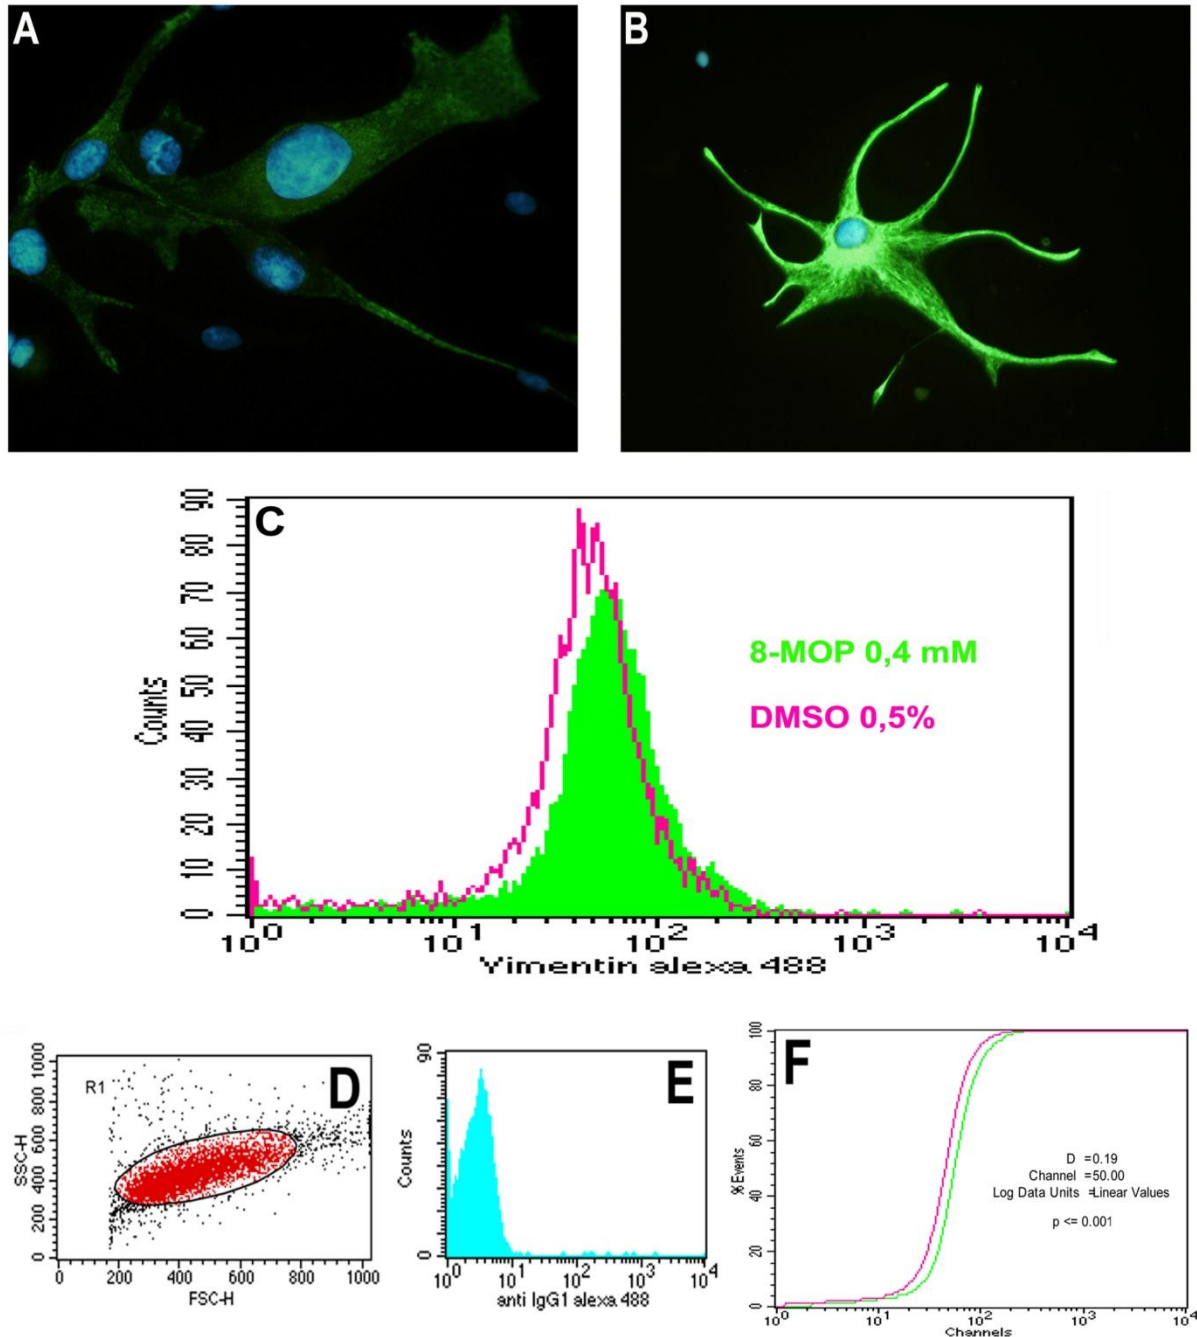 A
B
C
90
80
70
60
50
40
30
20
10
0
Counts
8-MOP 0,4 mM
DMSO 0,5%
10^0 10^1 10^2 10^3 10^4
Vimentin alexa 488
D
R1
1000
800
600
400
200
0
SSC-H
0 200 400 600 800 1000
FSC-H
E
90
0
Counts
10^0 10^1 10^2 10^3 10^4
anti IgG1 alexa 488
F
100
80
60
40
20
0
% Events
D =0.19
Channel =50.00
Log Data Units =Linear Values
p <= 0.001
10^0 10^1 10^2 10^3 10^4
Channels